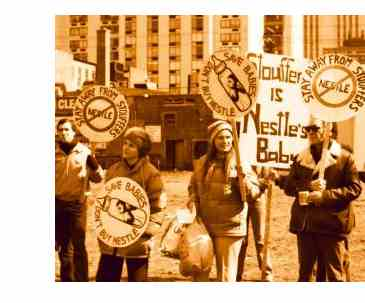 SAVE BABIES
DON'T BUY NESTLE
Stouffer
IS
Nestle's
Baby
STAY AWAY FROM STOUFFERS
NESTLE
STAY AWAY FROM STOUFFERS
NESTLE
CLE
SAVE BABIES
DON'T BUY NESTLE